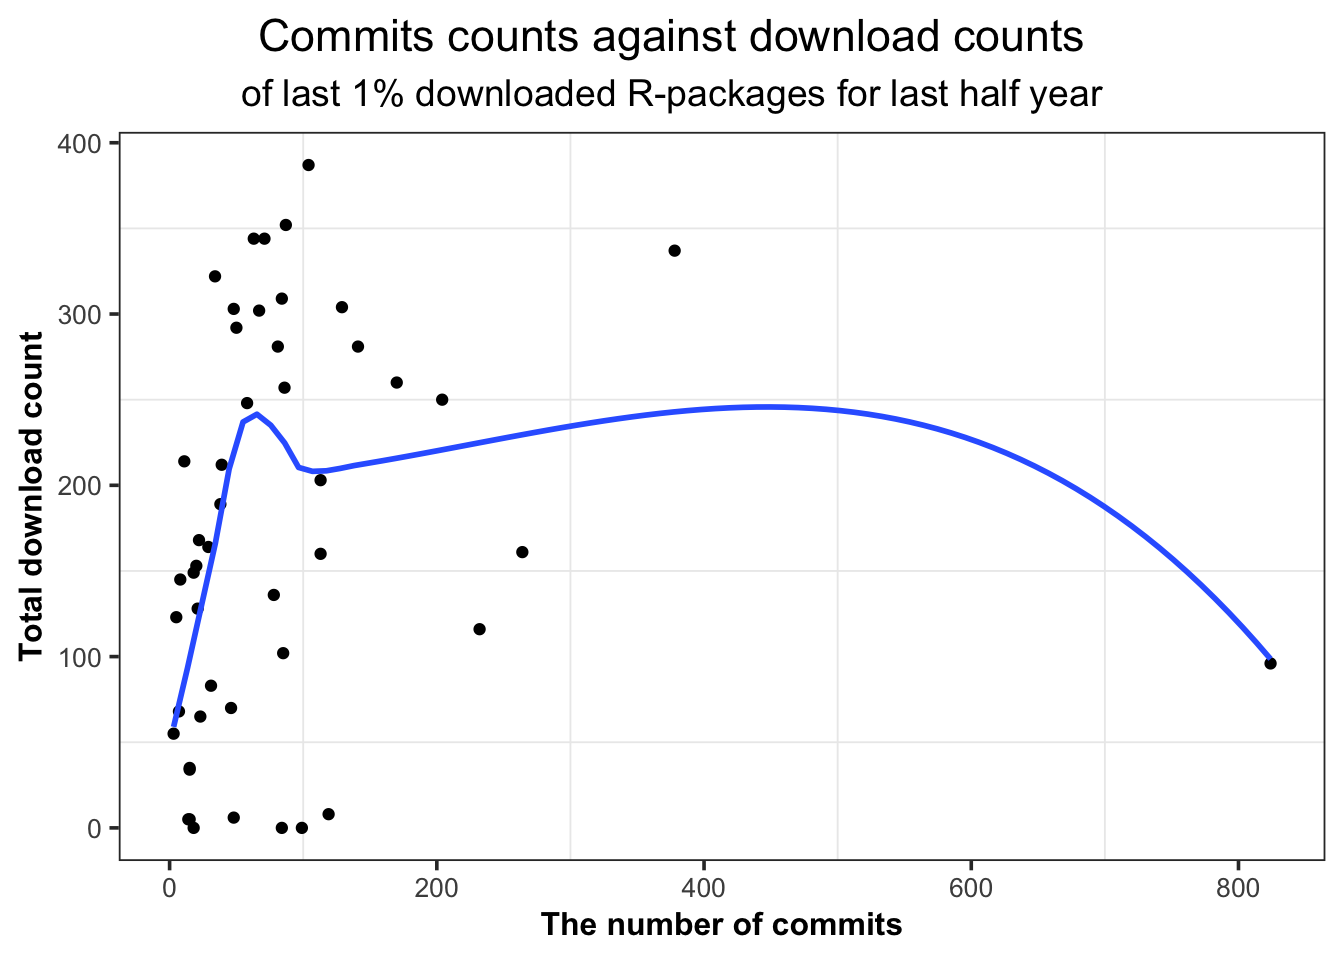 Commits counts against download counts
of last 1% downloaded R-packages for last half year
400
300
200
100
0
Total download count
0 200 400 600 800
The number of commits